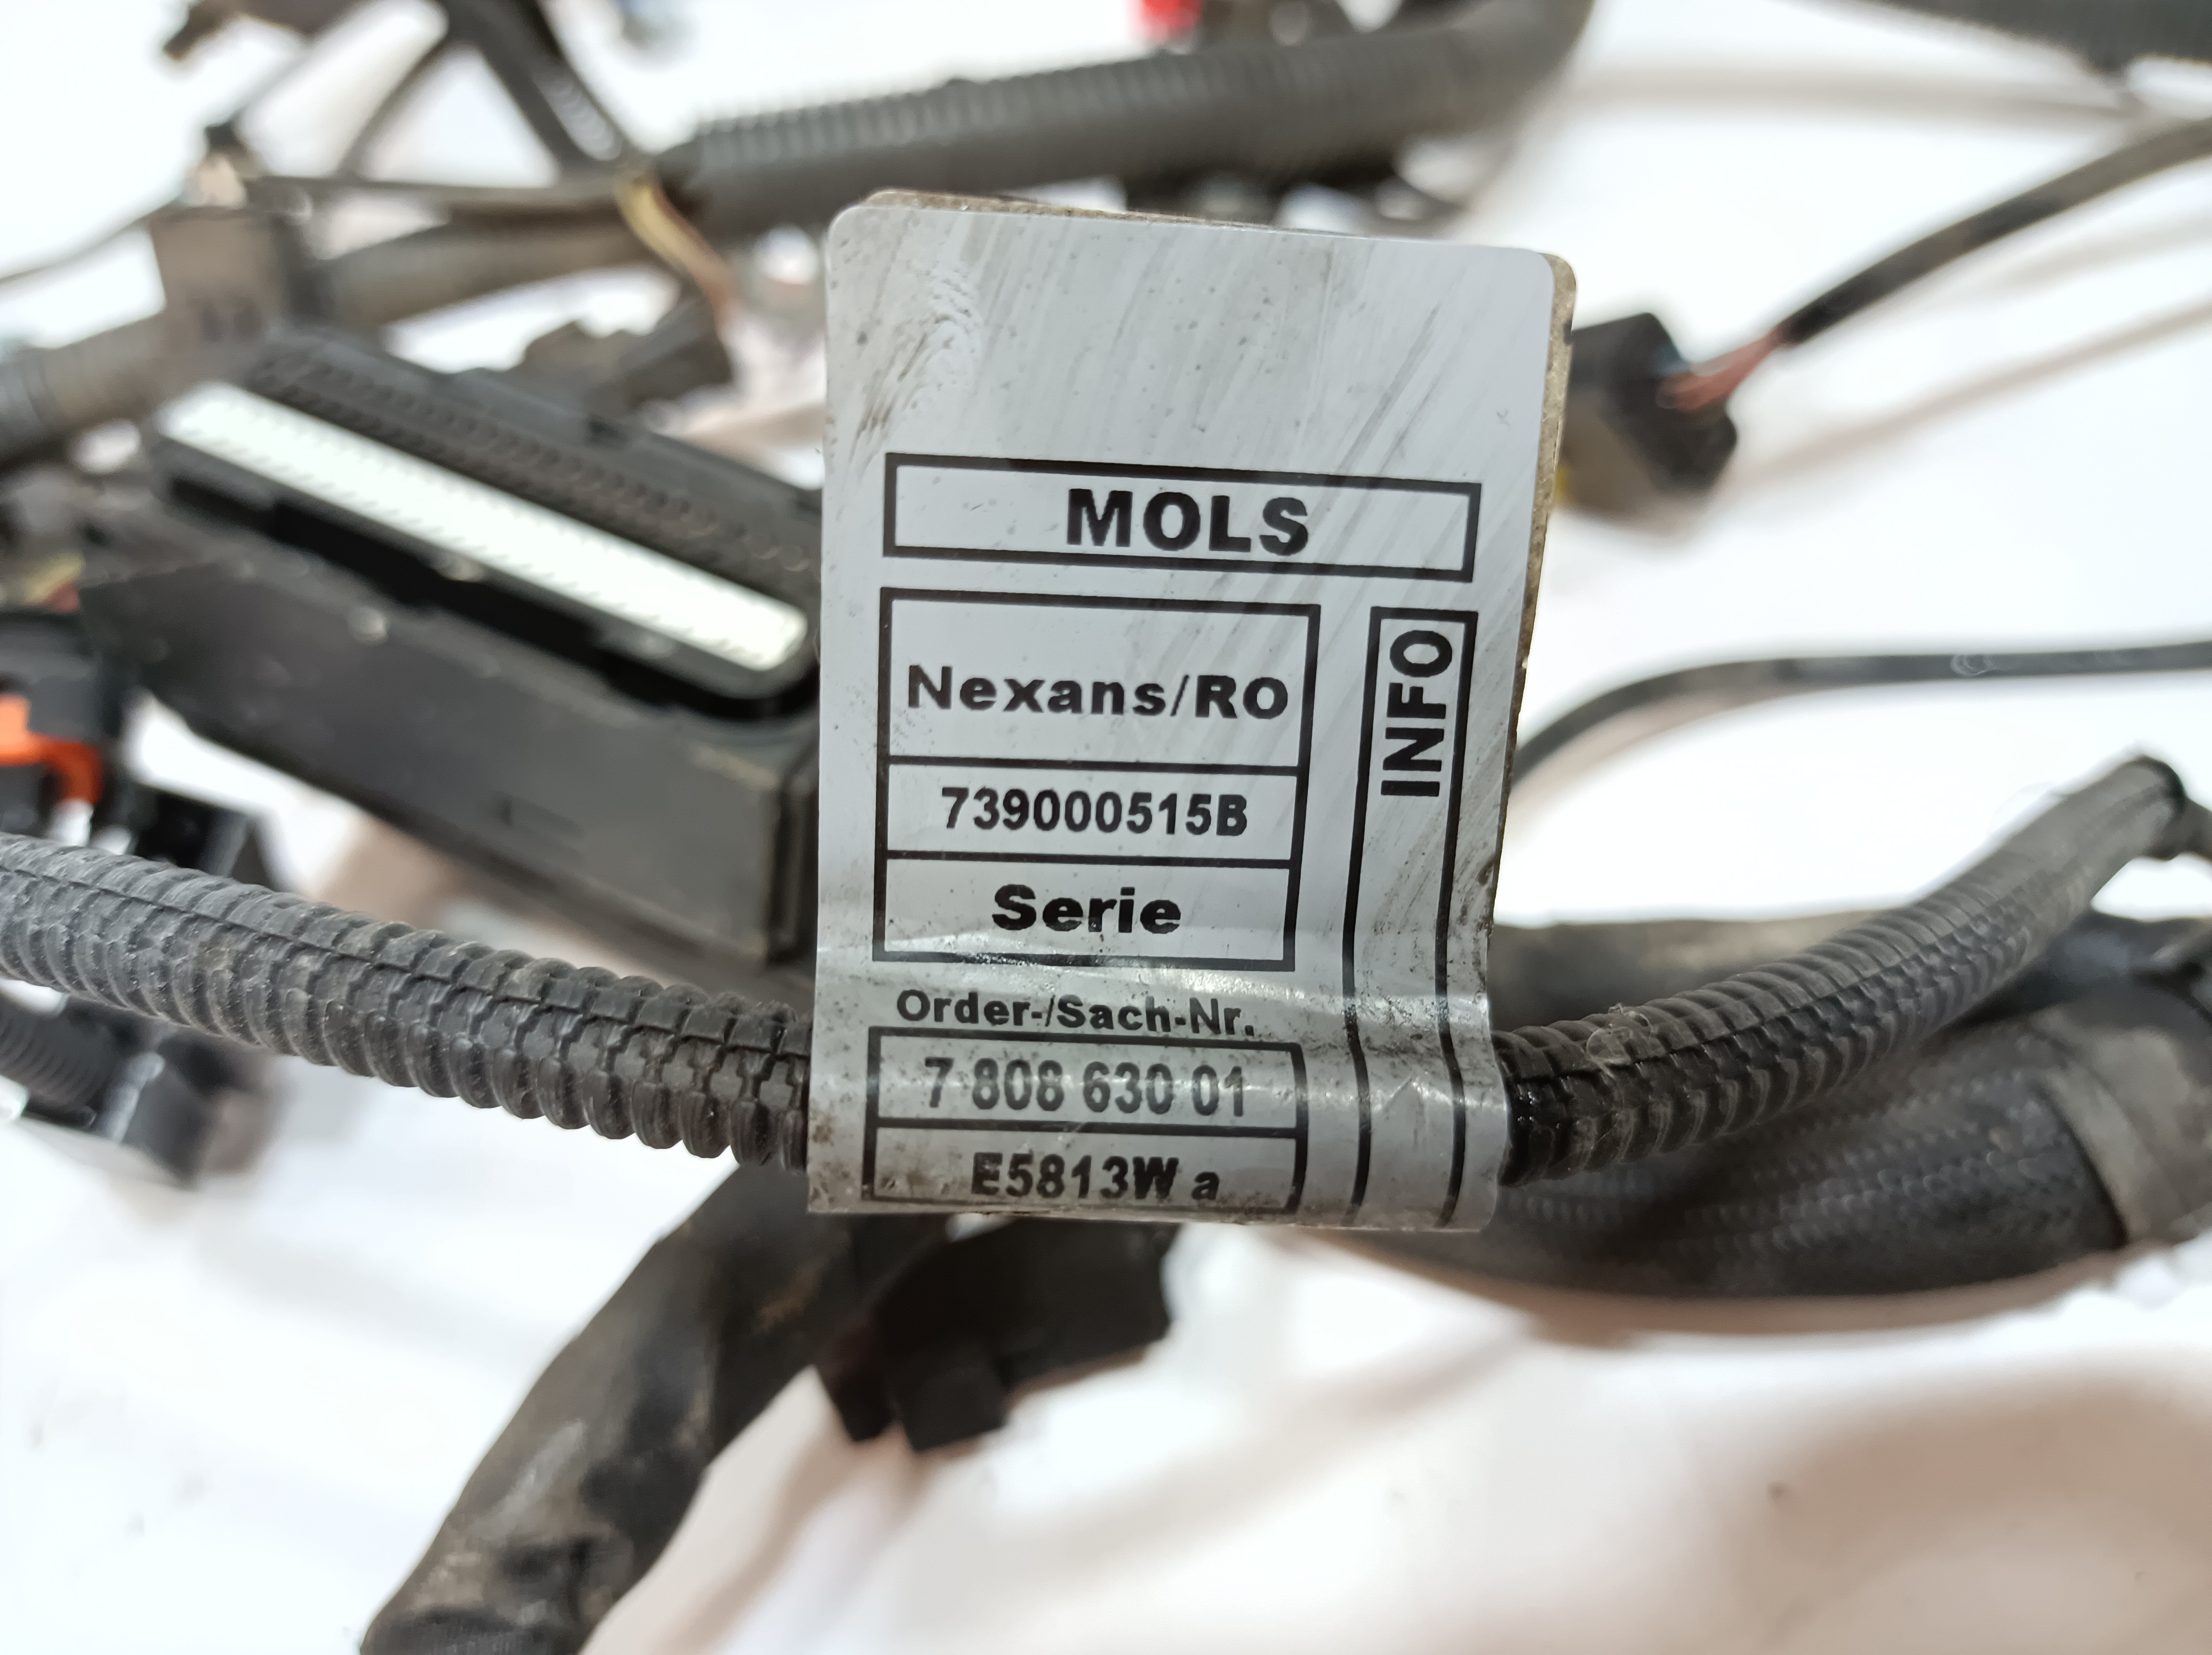 MOLS
Nexans/RO
INFO
739000515B
Serie
Order-/Sach-Nr.
7 808 630 01
E5813W a